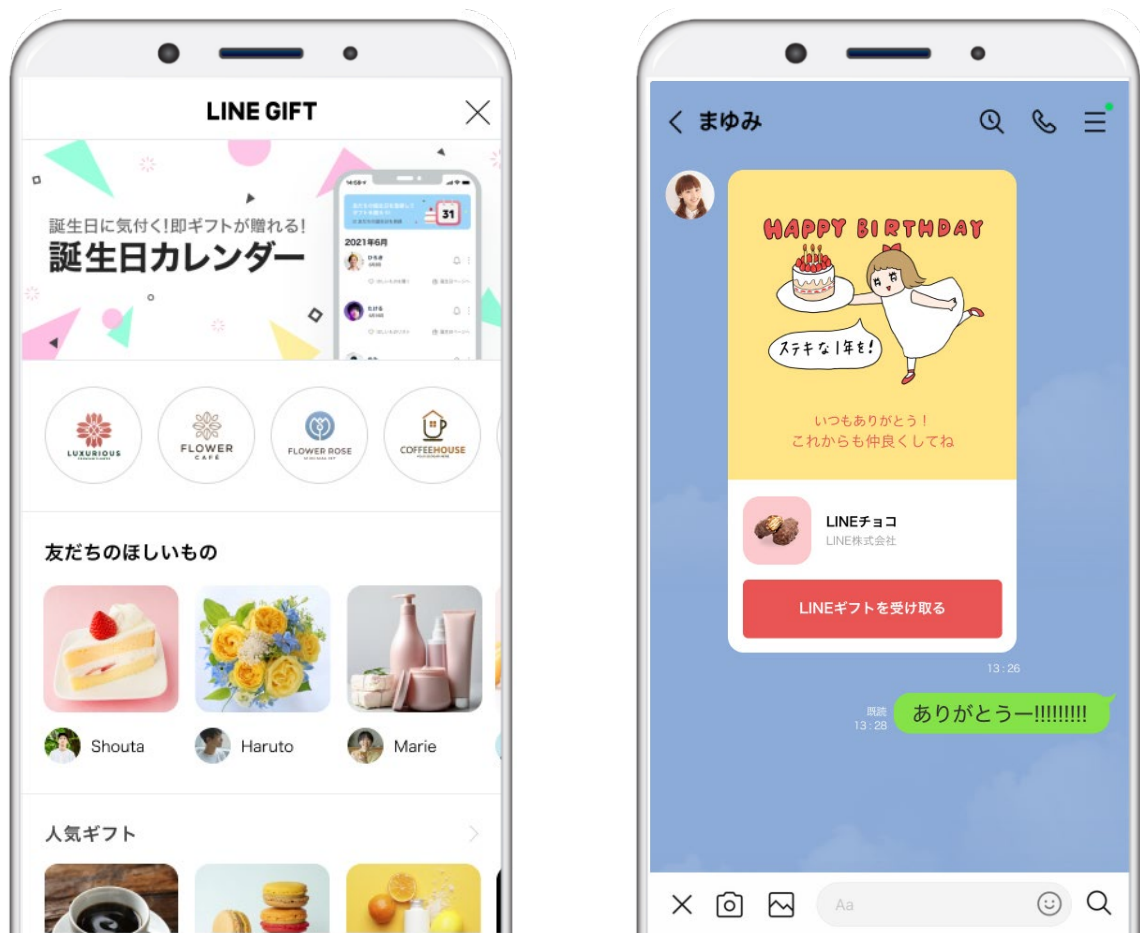 LINE GIFT
誕生日に気付く!即ギフトが贈れる!
誕生日カレンダー
31
2021年6月
LUXURIOUS
FLOWER
CAFÉ
FLOWER ROSE
COFFEEHOUSE
友だちのほしいもの
Shouta
Haruto
Marie
人気ギフト
まゆみ
HAPPY BIRTHDAY
ステキな1年を!
いつもありがとう!
これからも仲良くしてね
LINEチョコ
LINE株式会社
LINEギフトを受け取る
13:26
既読
13:28
ありがとうー!!!!!!!!!
Aa